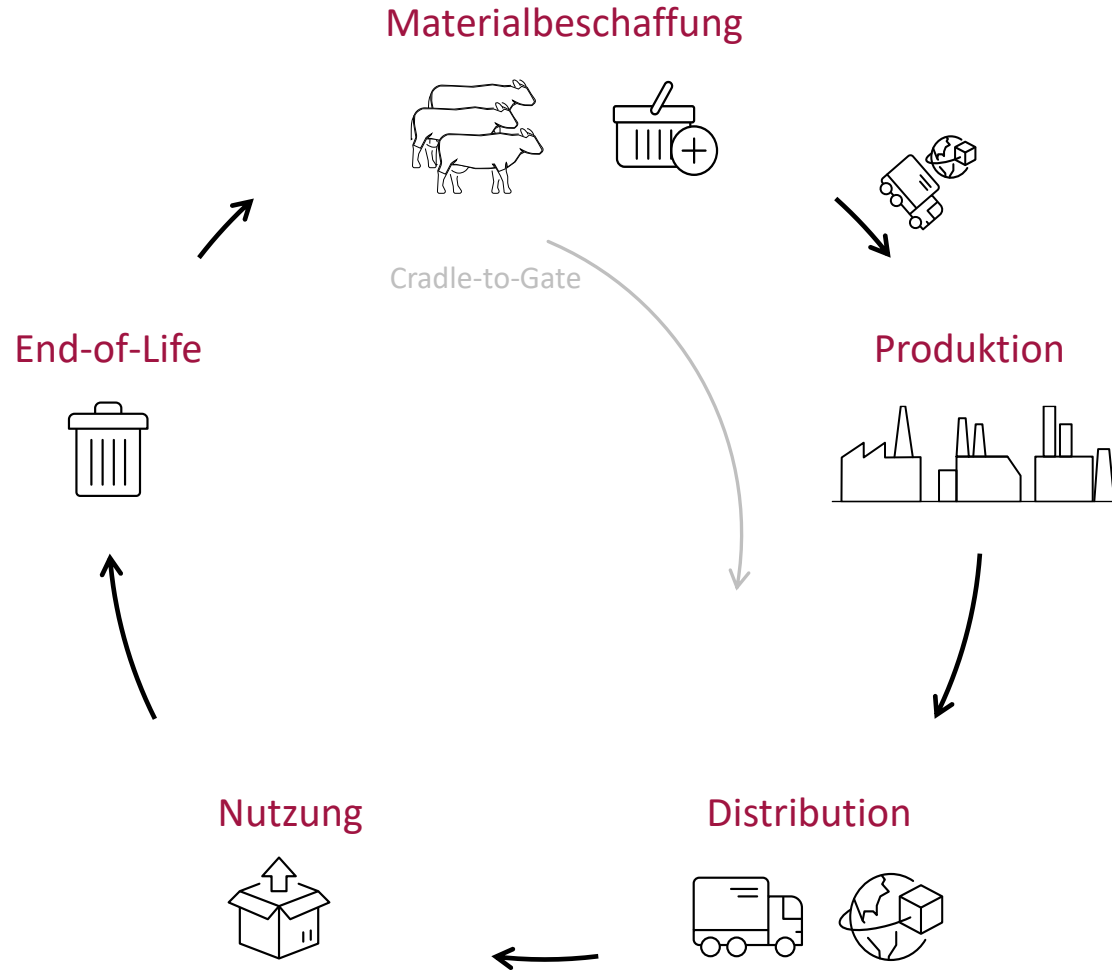 Materialbeschaffung
Cradle-to-Gate
End-of-Life
Produktion
Nutzung
Distribution